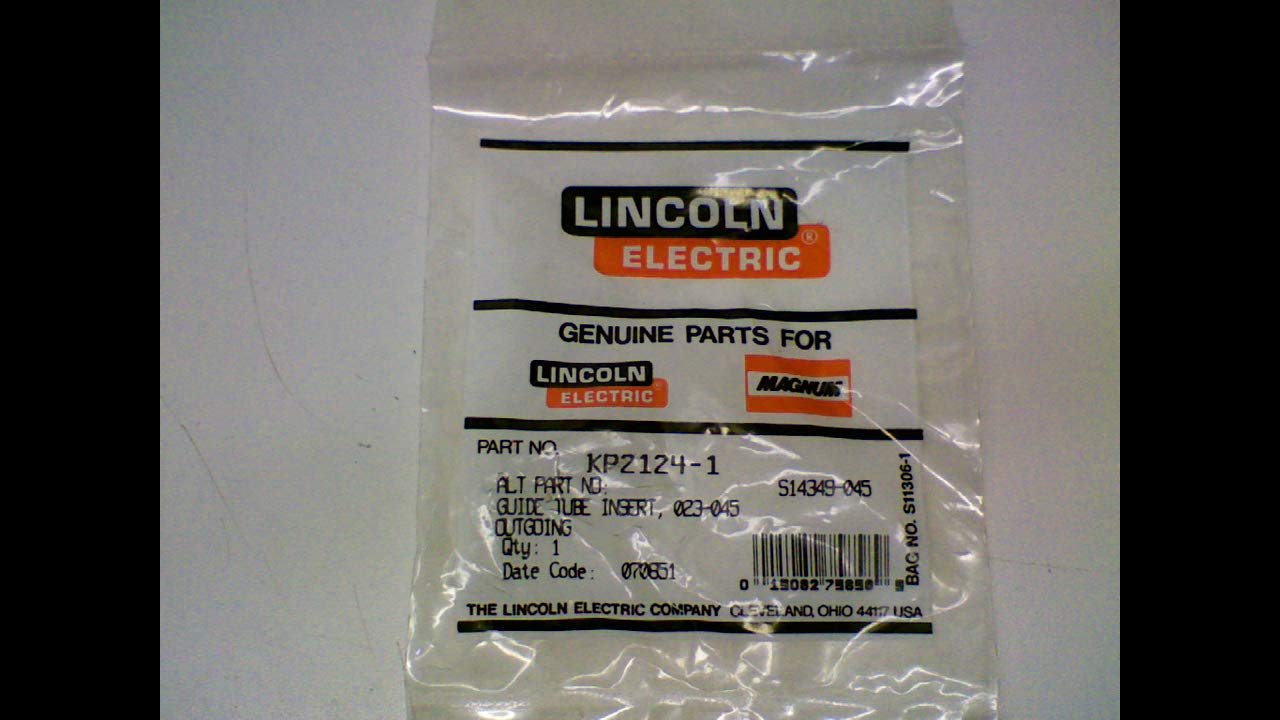 LINCOLN
ELECTRIC®
GENUINE PARTS FOR
LINCOLN
ELECTRIC
MAGNUM
PART NO. KP2124-1
ALT PART NO: S14349-045
GUIDE TUBE INSERT, 023-045
OUTGOING
Qty: 1
Date Code: 070851
BAG NO. S11306-1
THE LINCOLN ELECTRIC COMPANY CLEVELAND, OHIO 44117 USA